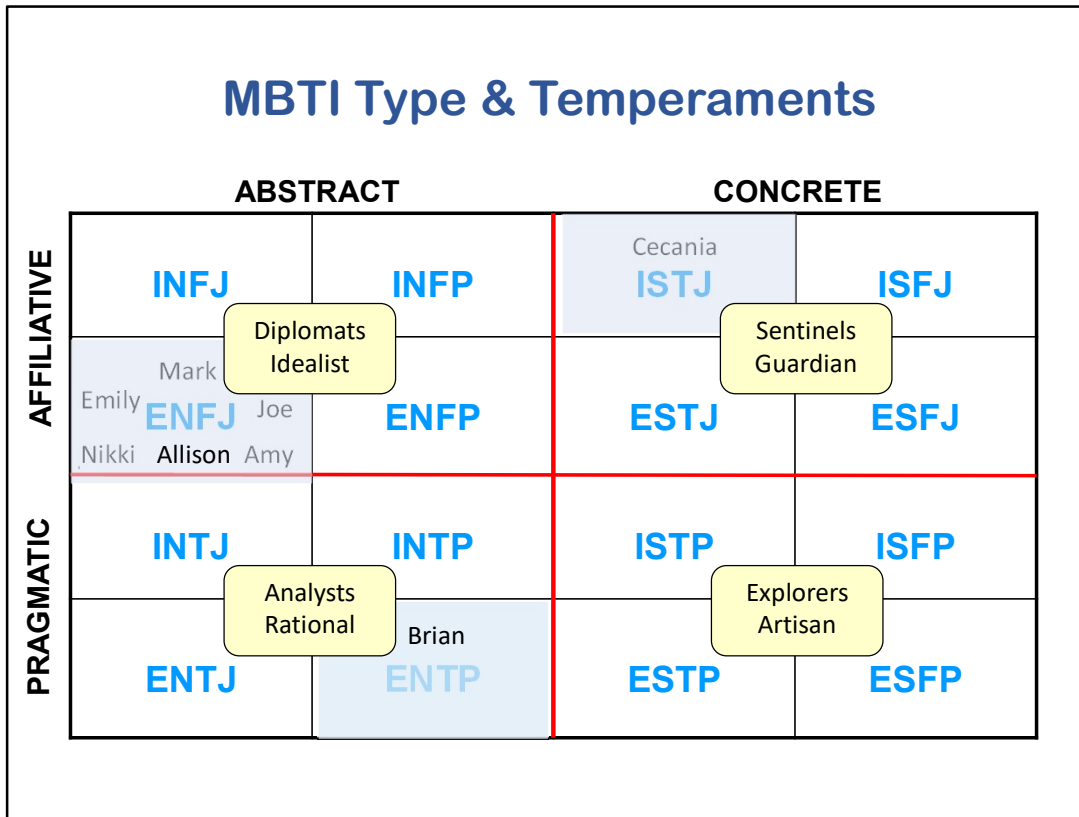 MBTI Type & Temperaments
ABSTRACT
CONCRETE
AFFILIATIVE
INFJ
INFP
Cecania
ISTJ
ISFJ
Diplomats
Idealist
Sentinels
Guardian
Mark
Emily
ENFJ
Joe
Nikki
Allison
Amy
ENFP
ESTJ
ESFJ
PRAGMATIC
INTJ
INTP
ISTP
ISFP
Analysts
Rational
Explorers
Artisan
ENTJ
Brian
ENTP
ESTP
ESFP